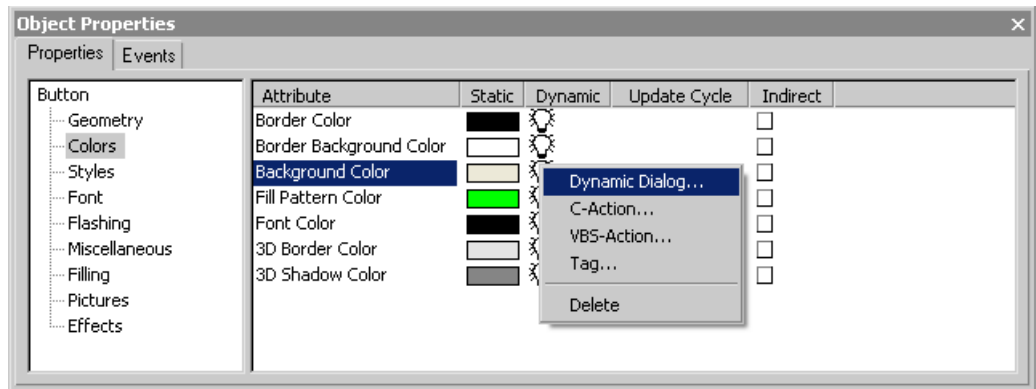 Object Properties
Properties Events
Button
Geometry
Colors
Styles
Font
Flashing
Miscellaneous
Filling
Pictures
Effects
Attribute Static Dynamic Update Cycle Indirect
Border Color
Border Background Color
Background Color
Fill Pattern Color
Font Color
3D Border Color
3D Shadow Color
Dynamic Dialog...
C-Action...
VBS-Action...
Tag...
Delete